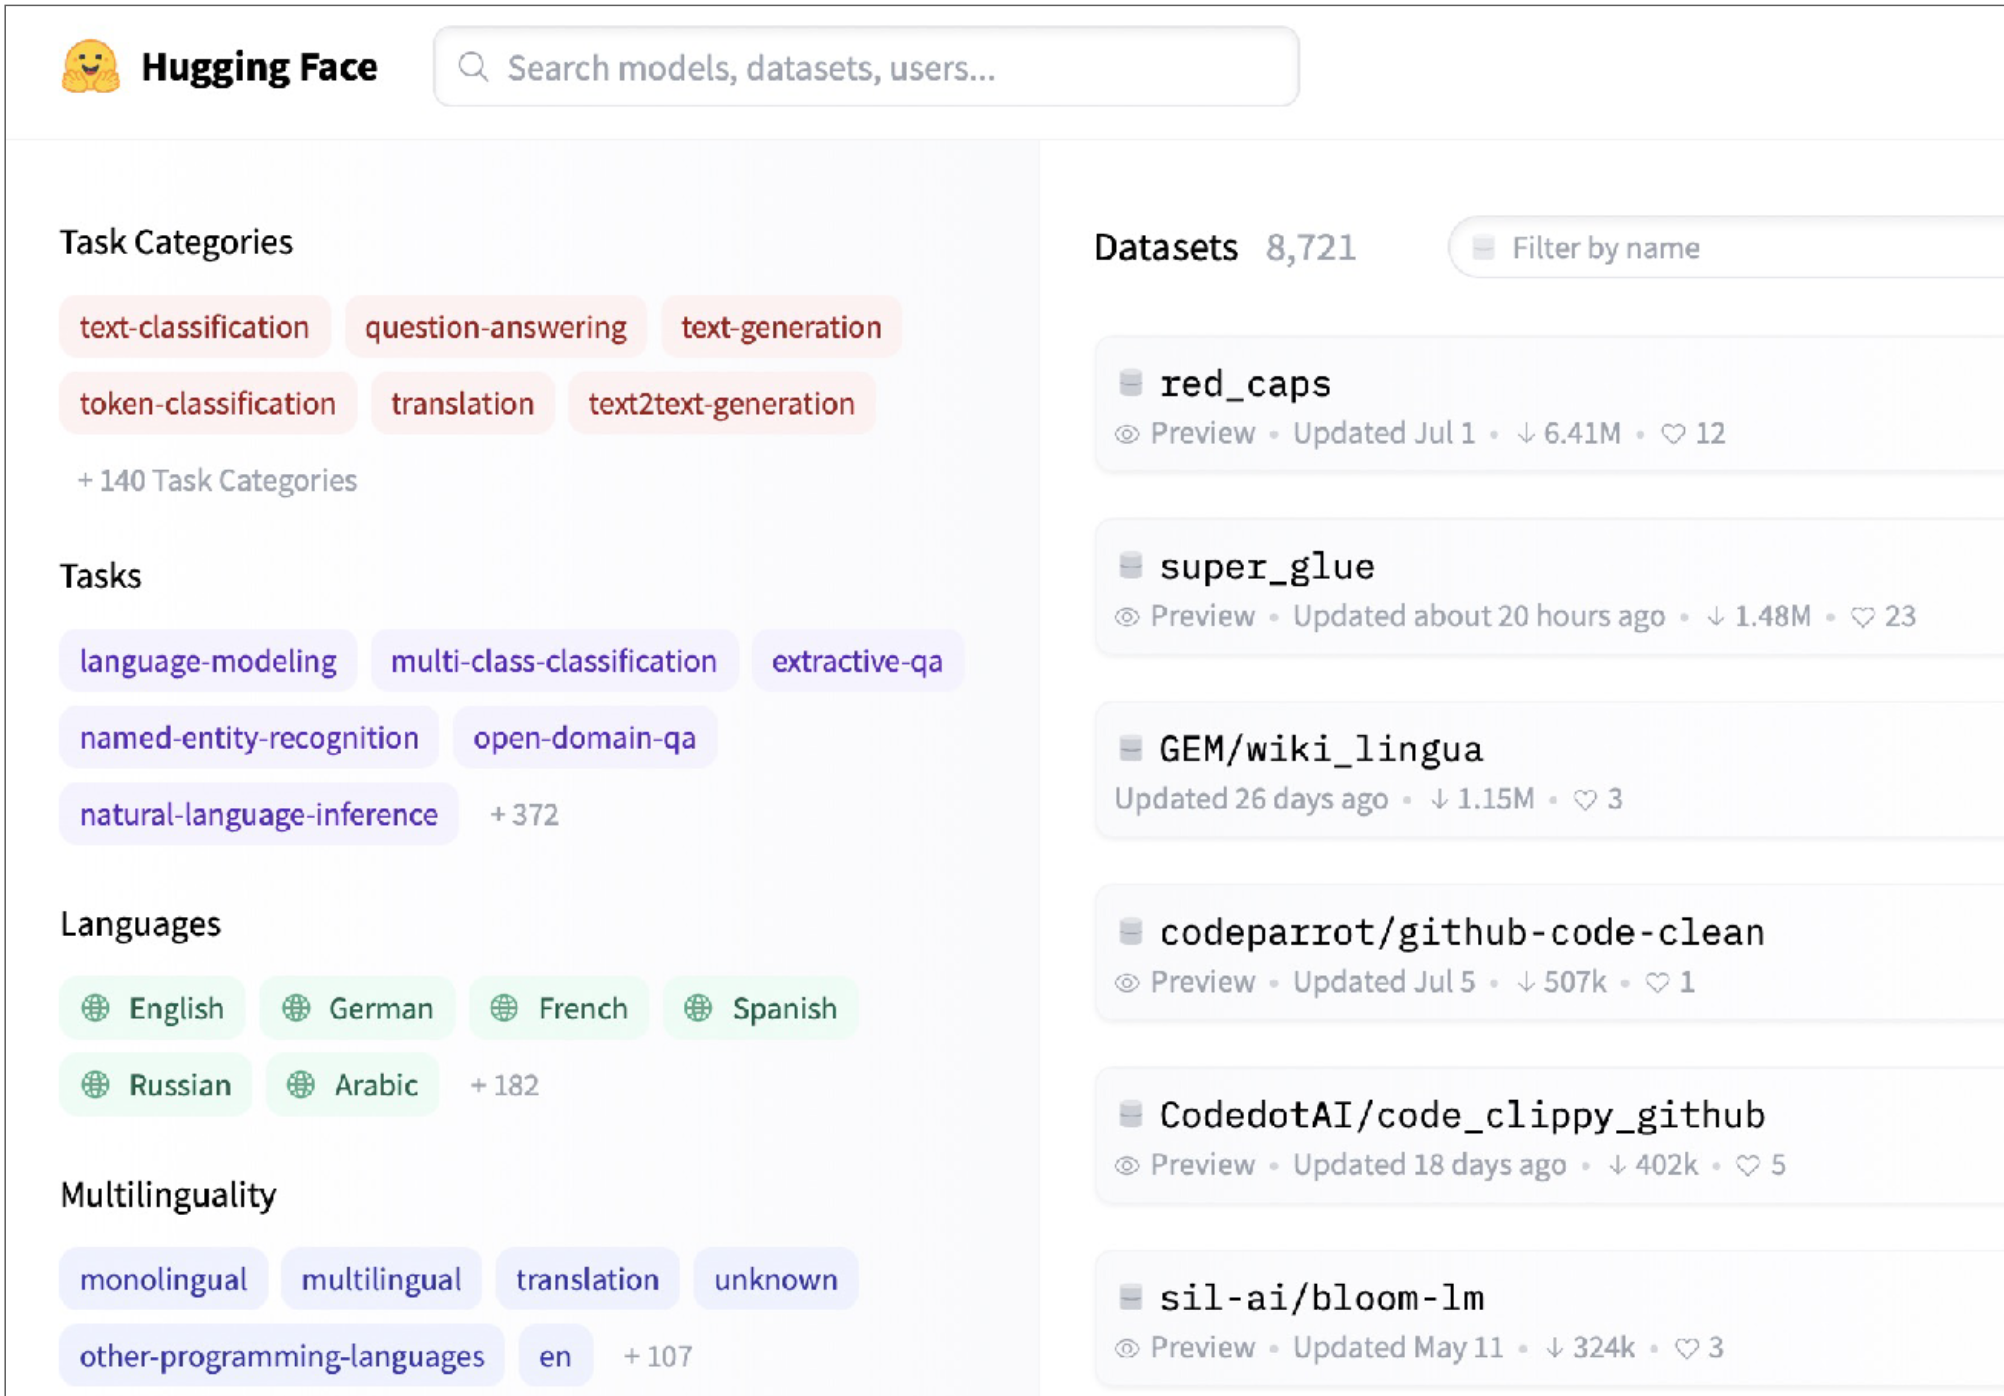 Hugging Face
Search models, datasets, users...
Task Categories
text-classification question-answering text-generation
token-classification translation text2text-generation
+ 140 Task Categories
Tasks
language-modeling multi-class-classification extractive-qa
named-entity-recognition open-domain-qa
natural-language-inference + 372
Languages
English German French Spanish
Russian Arabic + 182
Multilinguality
monolingual multilingual translation unknown
other-programming-languages en + 107
Datasets 8,721 Filter by name
red_caps
Preview • Updated Jul 1 • ↓ 6.41M • ♡ 12
super_glue
Preview • Updated about 20 hours ago • ↓ 1.48M • ♡ 23
GEM/wiki_lingua
Updated 26 days ago • ↓ 1.15M • ♡ 3
codeparrot/github-code-clean
Preview • Updated Jul 5 • ↓ 507k • ♡ 1
CodedotAI/code_clippy_github
Preview • Updated 18 days ago • ↓ 402k • ♡ 5
sil-ai/bloom-lm
Preview • Updated May 11 • ↓ 324k • ♡ 3